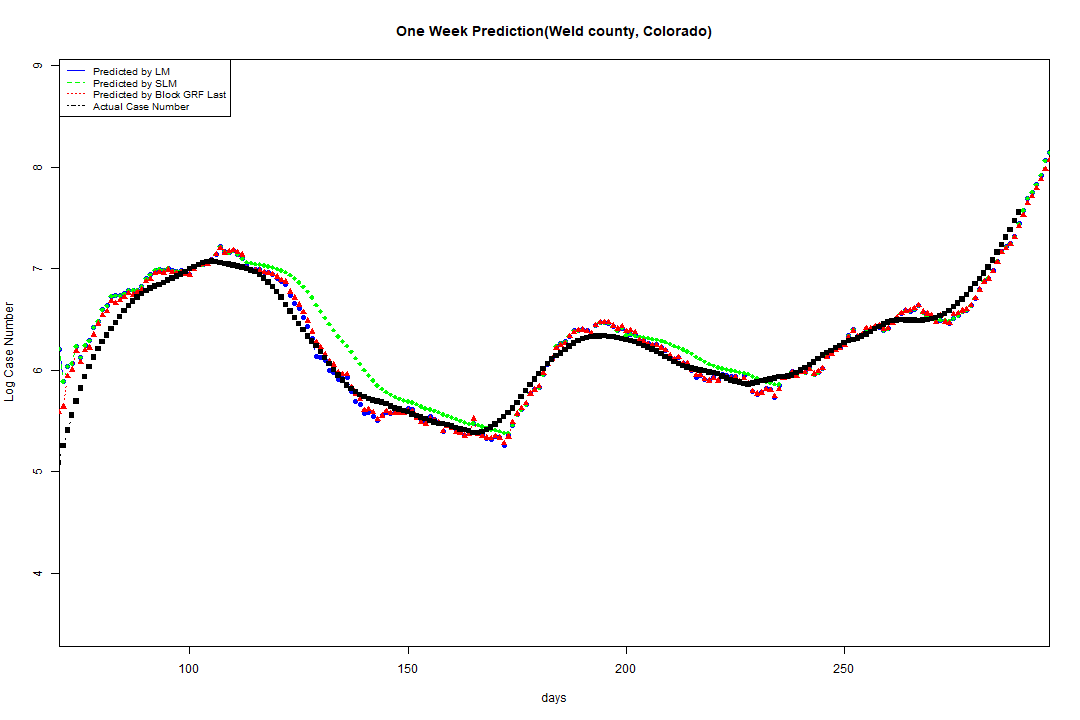 One Week Prediction(Weld county, Colorado)
Predicted by LM
Predicted by SLM
Predicted by Block GRF Last
Actual Case Number
9
8
7
6
5
4
Log Case Number
100
150
200
250
days